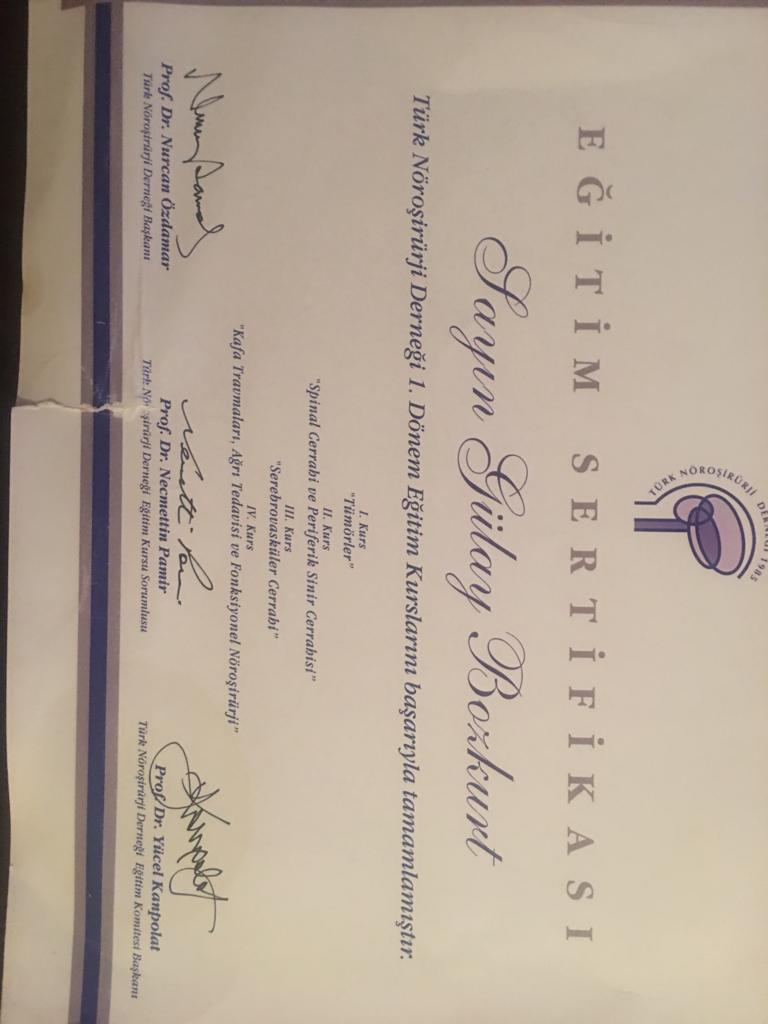 TÜRK NÖROŞİRÜRJİ DERNEĞİ 1985
EĞİTİM SERTİFİKASI
Sayın Gülay Bozkurt
Türk Nöroşirürji Derneği 1. Dönem Eğitim Kurslarını başarıyla tamamlamıştır.
I. Kurs
"Tümörler"
II. Kurs
"Spinal Cerrahi ve Periferik Sinir Cerrahisi"
III. Kurs
"Serebrovasküler Cerrahi"
IV. Kurs
"Kafa Travmaları, Ağrı Tedavisi ve Fonksiyonel Nöroşirürji"
Prof. Dr. Nurcan Özdamar
Türk Nöroşirürji Derneği Başkanı
Prof. Dr. Necmettin Pamir
Türk Nöroşirürji Derneği Eğitim Kursu Sorumlusu
Prof. Dr. Yücel Kanpolat
Türk Nöroşirürji Derneği Eğitim Komitesi Başkanı